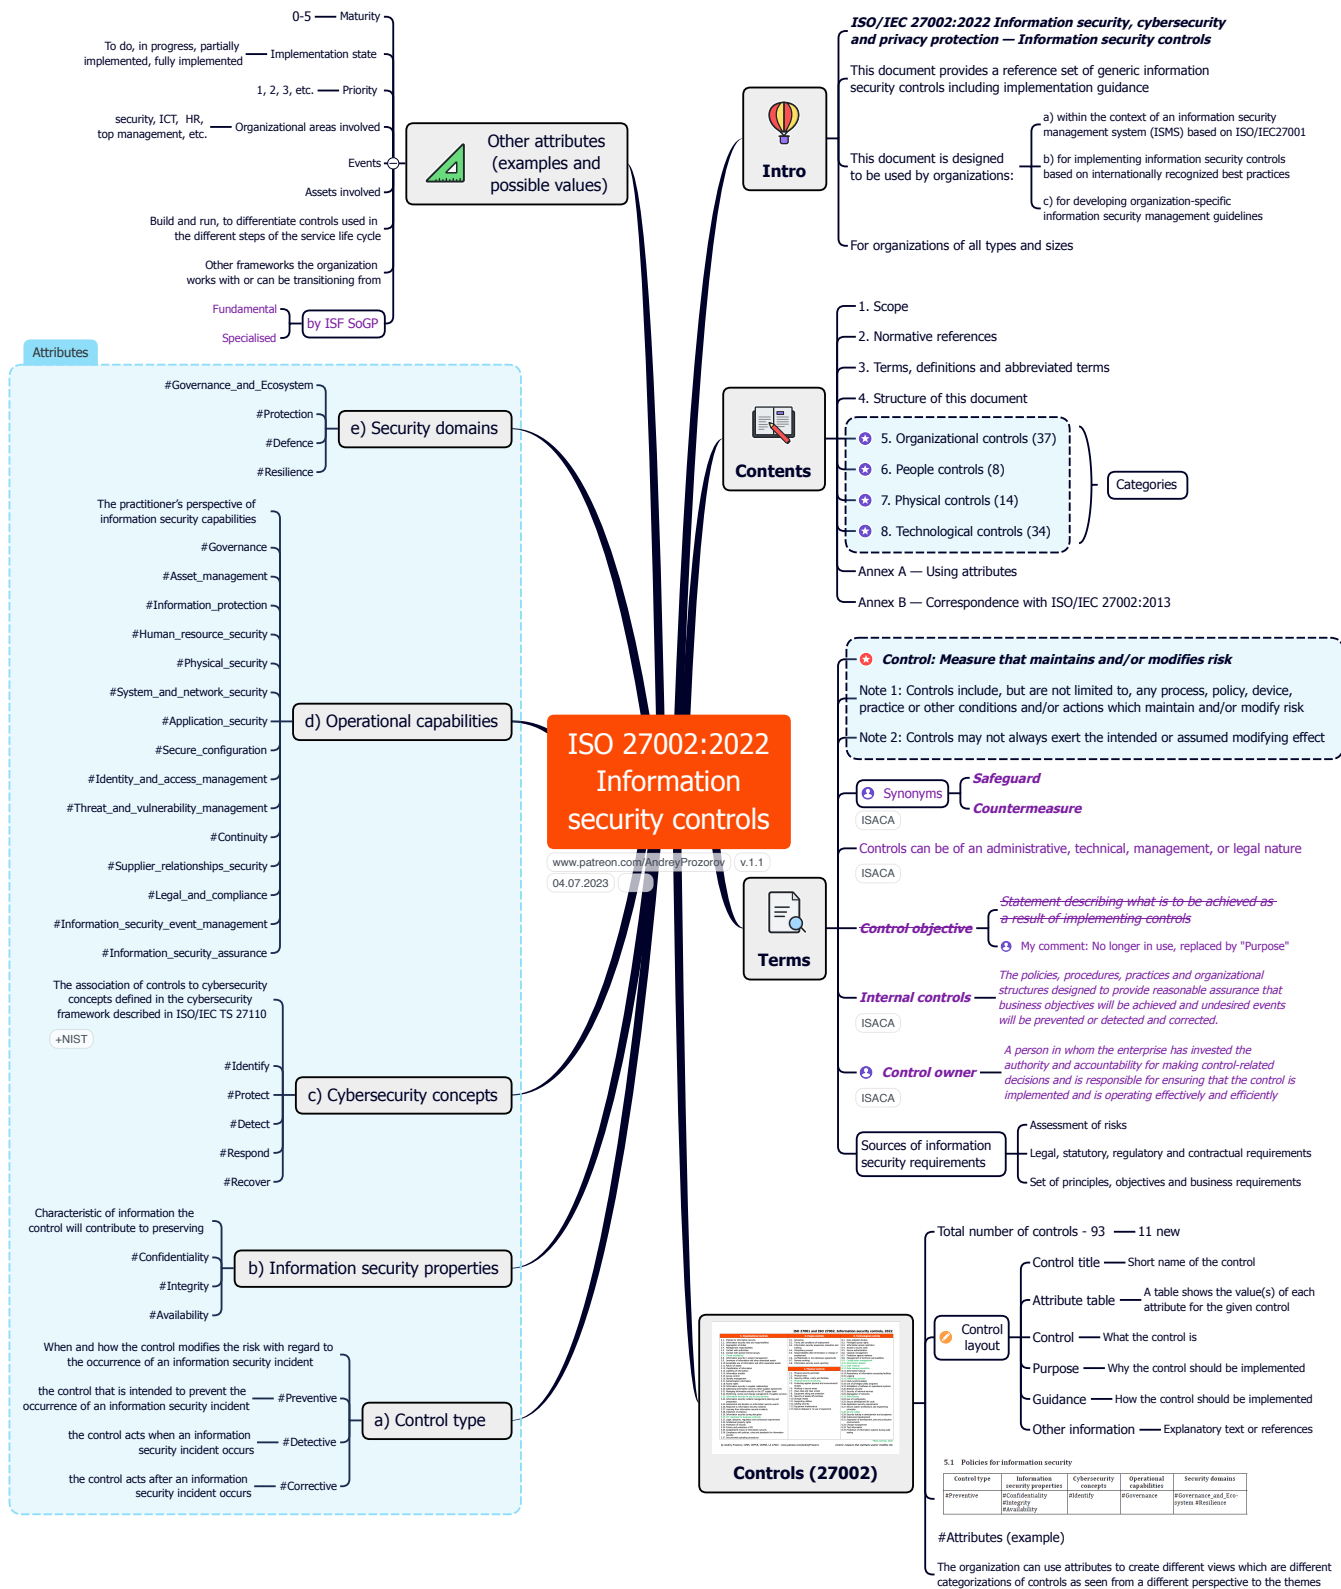 ISO 27002:2022
Information
security controls
www.patreon.com/AndreyProzorov
v.1.1
04.07.2023
Intro
ISO/IEC 27002:2022 Information security, cybersecurity
and privacy protection — Information security controls
This document provides a reference set of generic information
security controls including implementation guidance
This document is designed
to be used by organizations:
a) within the context of an information security
management system (ISMS) based on ISO/IEC27001
b) for implementing information security controls
based on internationally recognized best practices
c) for developing organization-specific
information security management guidelines
For organizations of all types and sizes
Contents
1. Scope
2. Normative references
3. Terms, definitions and abbreviated terms
4. Structure of this document
5. Organizational controls (37)
6. People controls (8)
7. Physical controls (14)
8. Technological controls (34)
Categories
Annex A — Using attributes
Annex B — Correspondence with ISO/IEC 27002:2013
Terms
Control: Measure that maintains and/or modifies risk
Note 1: Controls include, but are not limited to, any process, policy, device,
practice or other conditions and/or actions which maintain and/or modify risk
Note 2: Controls may not always exert the intended or assumed modifying effect
Synonyms
ISACA
Safeguard
Countermeasure
Controls can be of an administrative, technical, management, or legal nature
ISACA
Control objective
Statement describing what is to be achieved as
a result of implementing controls
My comment: No longer in use, replaced by "Purpose"
Internal controls
ISACA
The policies, procedures, practices and organizational
structures designed to provide reasonable assurance that
business objectives will be achieved and undesired events
will be prevented or detected and corrected.
Control owner
ISACA
A person in whom the enterprise has invested the
authority and accountability for making control-related
decisions and is responsible for ensuring that the control is
implemented and is operating effectively and efficiently
Sources of information
security requirements
Assessment of risks
Legal, statutory, regulatory and contractual requirements
Set of principles, objectives and business requirements
Controls (27002)
Total number of controls - 93
11 new
Control
layout
Control title
Short name of the control
Attribute table
A table shows the value(s) of each
attribute for the given control
Control
What the control is
Purpose
Why the control should be implemented
Guidance
How the control should be implemented
Other information
Explanatory text or references
5.1 Policies for information security
Control type
Information
security properties
Cybersecurity
concepts
Operational
capabilities
Security domains
#Preventive
#Confidentiality
#Integrity
#Availability
#Identify
#Governance
#Governance_and_Eco-
system #Resilience
#Attributes (example)
The organization can use attributes to create different views which are different
categorizations of controls as seen from a different perspective to the themes
Other attributes
(examples and
possible values)
0-5
Maturity
To do, in progress, partially
implemented, fully implemented
Implementation state
1, 2, 3, etc.
Priority
security, ICT, HR,
top management, etc.
Organizational areas involved
Events
Assets involved
Build and run, to differentiate controls used in
the different steps of the service life cycle
Other frameworks the organization
works with or can be transitioning from
by ISF SoGP
Fundamental
Specialised
Attributes
e) Security domains
#Governance_and_Ecosystem
#Protection
#Defence
#Resilience
d) Operational capabilities
The practitioner’s perspective of
information security capabilities
#Governance
#Asset_management
#Information_protection
#Human_resource_security
#Physical_security
#System_and_network_security
#Application_security
#Secure_configuration
#Identity_and_access_management
#Threat_and_vulnerability_management
#Continuity
#Supplier_relationships_security
#Legal_and_compliance
#Information_security_event_management
#Information_security_assurance
c) Cybersecurity concepts
The association of controls to cybersecurity
concepts defined in the cybersecurity
framework described in ISO/IEC TS 27110
+NIST
#Identify
#Protect
#Detect
#Respond
#Recover
b) Information security properties
Characteristic of information the
control will contribute to preserving
#Confidentiality
#Integrity
#Availability
a) Control type
When and how the control modifies the risk with regard to
the occurrence of an information security incident
the control that is intended to prevent the
occurrence of an information security incident
#Preventive
the control acts when an information
security incident occurs
#Detective
the control acts after an information
security incident occurs
#Corrective